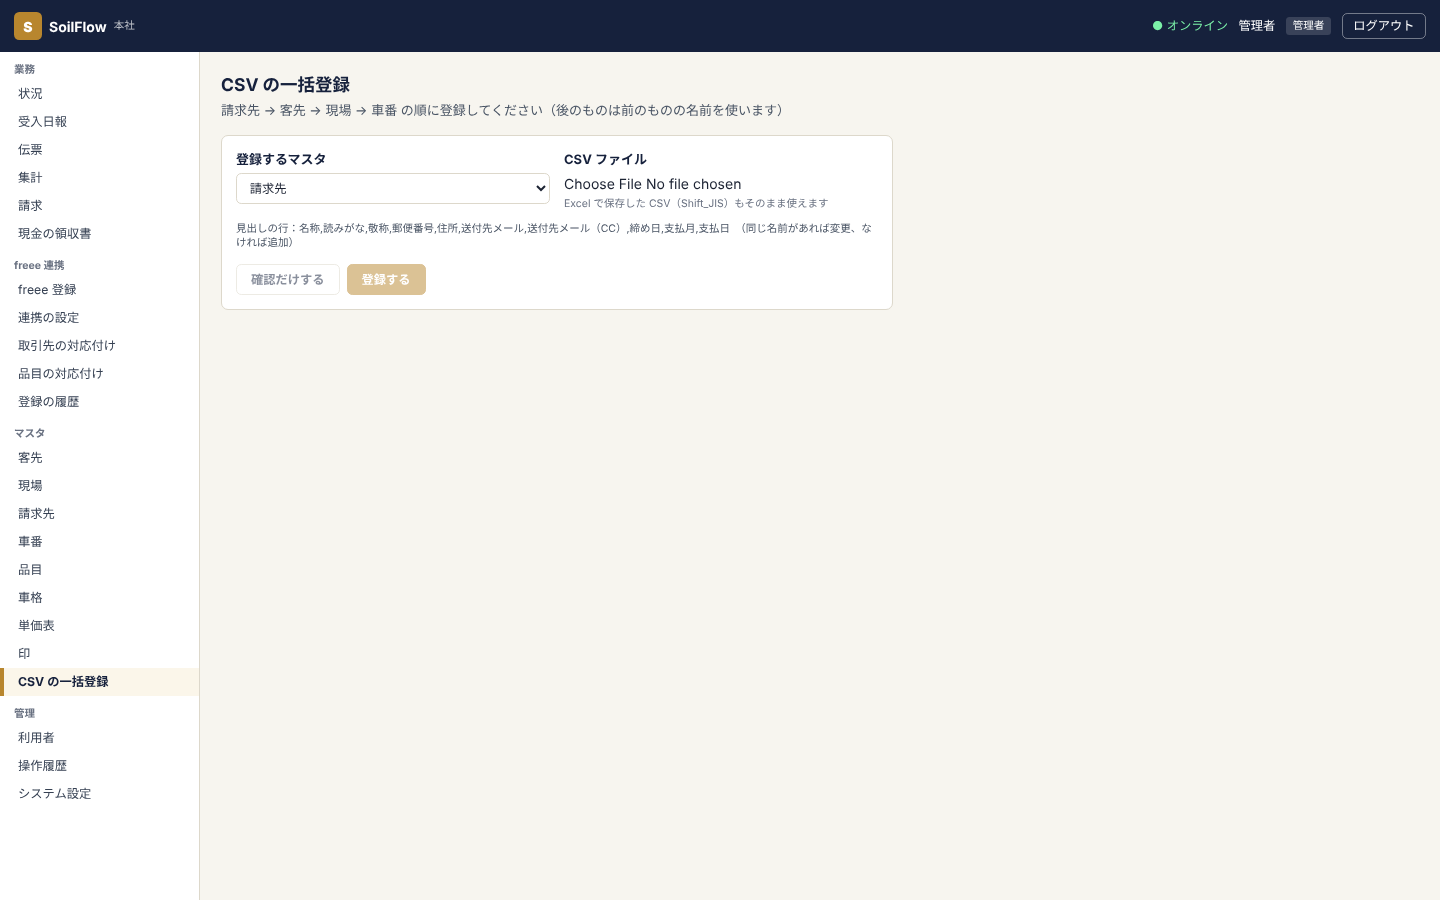 S SoilFlow 本社
オンライン 管理者 管理者 ログアウト
業務
状況
受入日報
伝票
集計
請求
現金の領収書
freee 連携
freee 登録
連携の設定
取引先の対応付け
品目の対応付け
登録の履歴
マスタ
客先
現場
請求先
車番
品目
車格
単価表
印
CSV の一括登録
管理
利用者
操作履歴
システム設定
CSV の一括登録
請求先 → 客先 → 現場 → 車番 の順に登録してください（後のものは前のものの名前を使います）
登録するマスタ
請求先
CSV ファイル
Choose File No file chosen
Excel で保存した CSV（Shift_JIS）もそのまま使えます
見出しの行：名称,読みがな,敬称,郵便番号,住所,送付先メール,送付先メール（CC）,締め日,支払月,支払日 （同じ名前があれば変更、な
ければ追加）
確認だけする 登録する